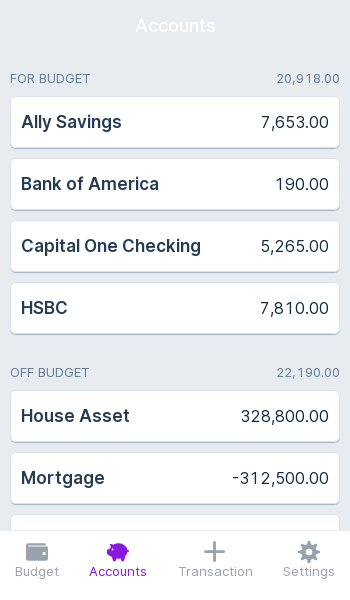 Accounts
FOR BUDGET 20,918.00
Ally Savings 7,653.00
Bank of America 190.00
Capital One Checking 5,265.00
HSBC 7,810.00
OFF BUDGET 22,190.00
House Asset 328,800.00
Mortgage -312,500.00
Budget Accounts Transaction Settings